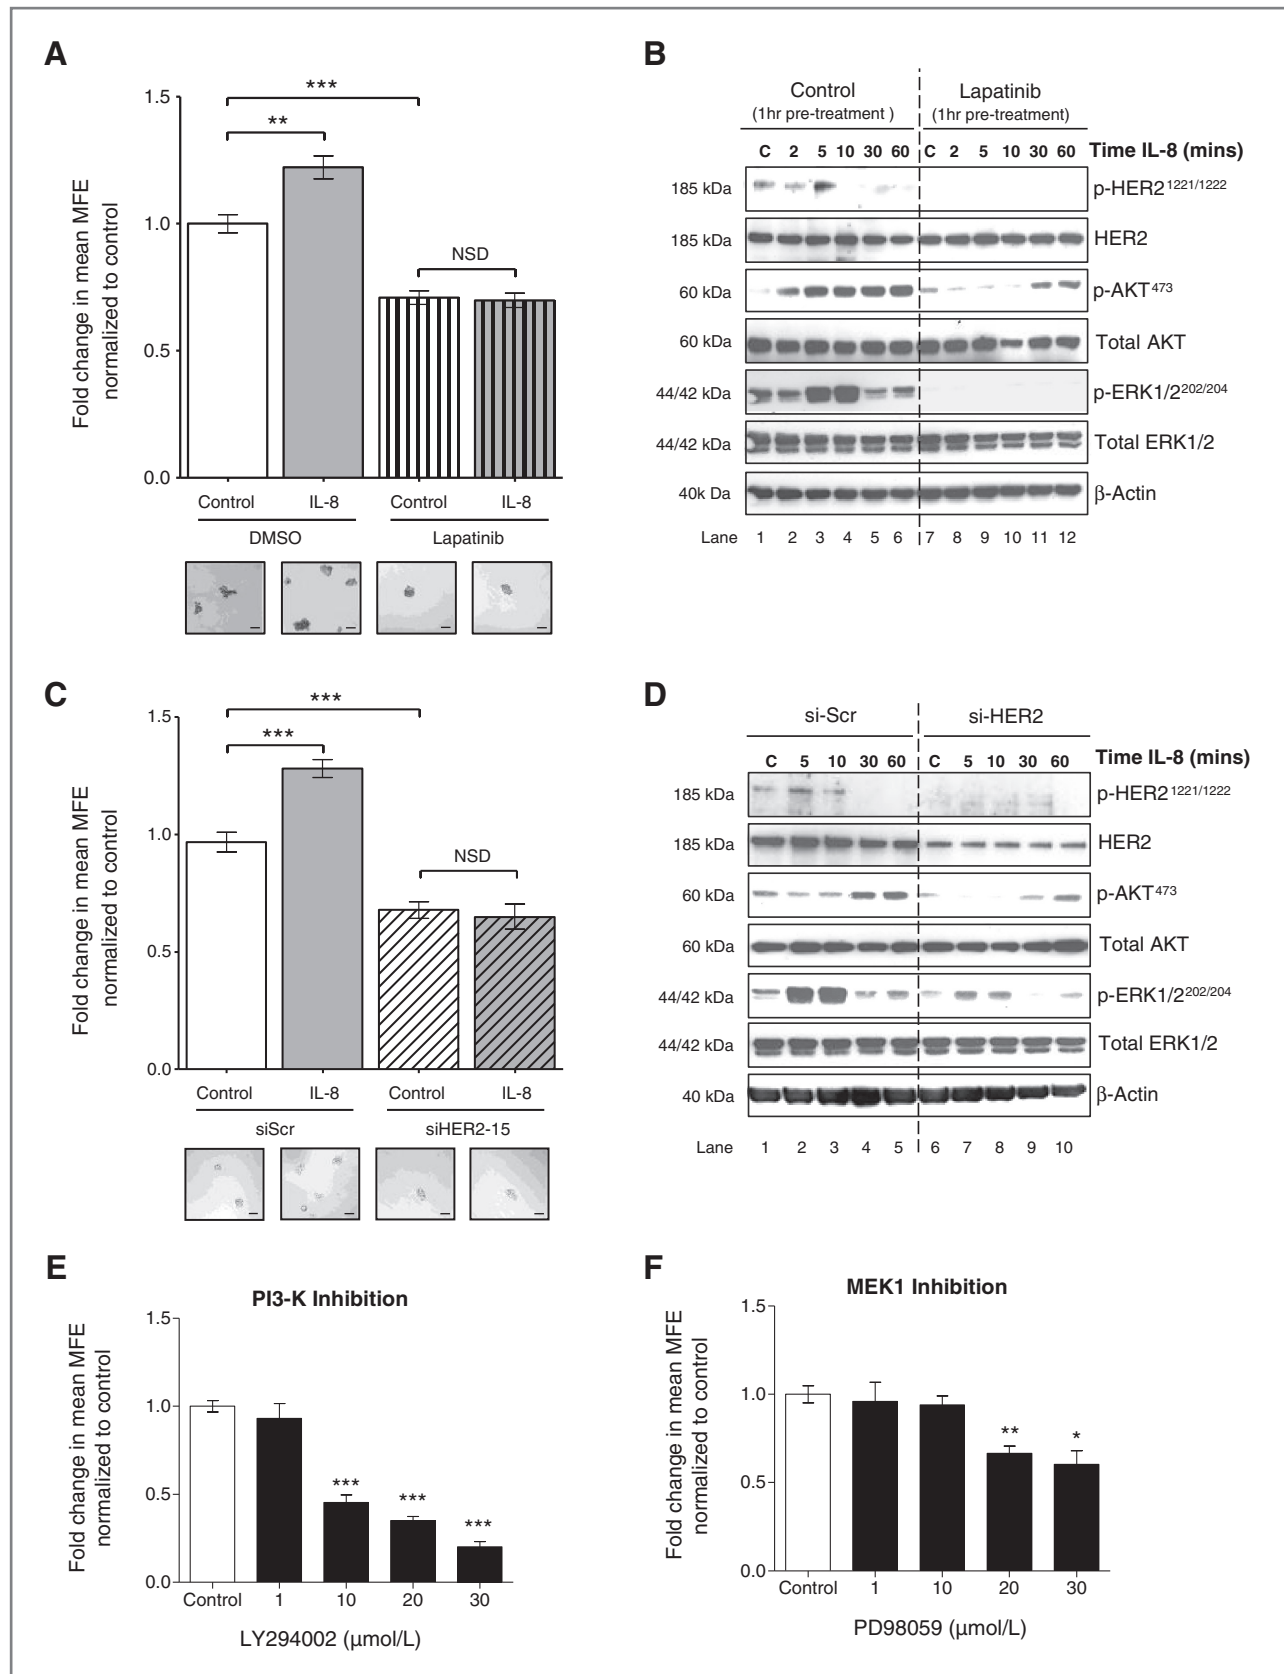 A
Fold change in mean MFE
normalized to control
1.5
1.0
0.5
0.0
***
**
NSD
Control IL-8 Control IL-8
DMSO Lapatinib
B
Control Lapatinib
(1hr pre-treatment ) (1hr pre-treatment)
C 2 5 10 30 60 C 2 5 10 30 60 Time IL-8 (mins)
185 kDa p-HER2 1221/1222
185 kDa HER2
60 kDa p-AKT473
60 kDa Total AKT
44/42 kDa p-ERK1/2202/204
44/42 kDa Total ERK1/2
40k Da β-Actin
Lane 1 2 3 4 5 6 7 8 9 10 11 12
C
Fold change in mean MFE
normalized to control
1.5
1.0
0.5
0.0
***
***
NSD
Control IL-8 Control IL-8
siScr siHER2-15
D
si-Scr si-HER2
C 5 10 30 60 C 5 10 30 60 Time IL-8 (mins)
185 kDa p-HER2 1221/1222
185 kDa HER2
60 kDa p-AKT473
60 kDa Total AKT
44/42 kDa p-ERK1/2202/204
44/42 kDa Total ERK1/2
40 kDa β-Actin
Lane 1 2 3 4 5 6 7 8 9 10
E
PI3-K Inhibition
Fold change in mean MFE
normalized to control
1.5
1.0
0.5
0.0
*** *** ***
Control 1 10 20 30
LY294002 (μmol/L)
F
MEK1 Inhibition
Fold change in mean MFE
normalized to control
1.5
1.0
0.5
0.0
** *
Control 1 10 20 30
PD98059 (μmol/L)